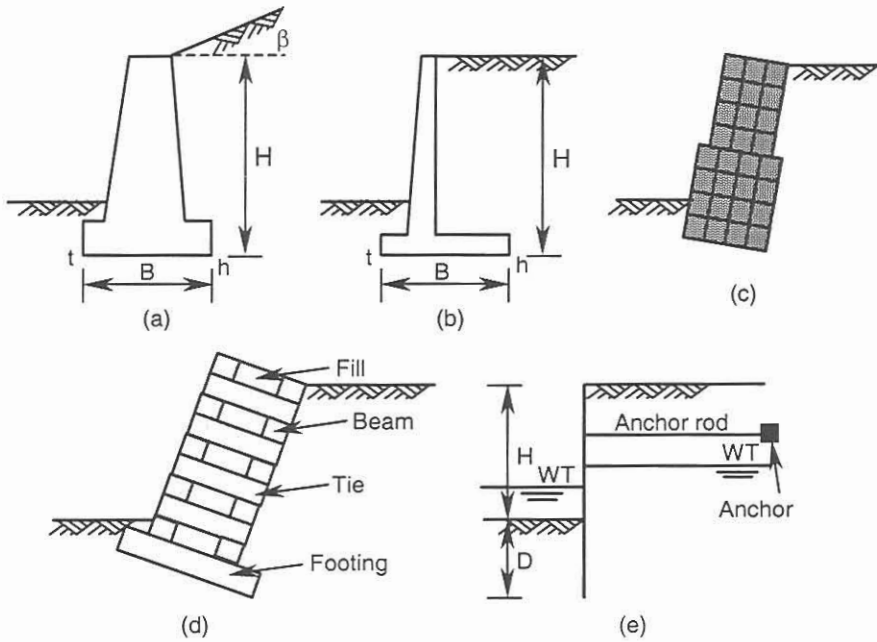 β
H
t
B
h
(a)
H
t
B
h
(b)
(c)
Fill
Beam
Tie
Footing
(d)
H
WT
Anchor rod
WT
Anchor
D
(e)